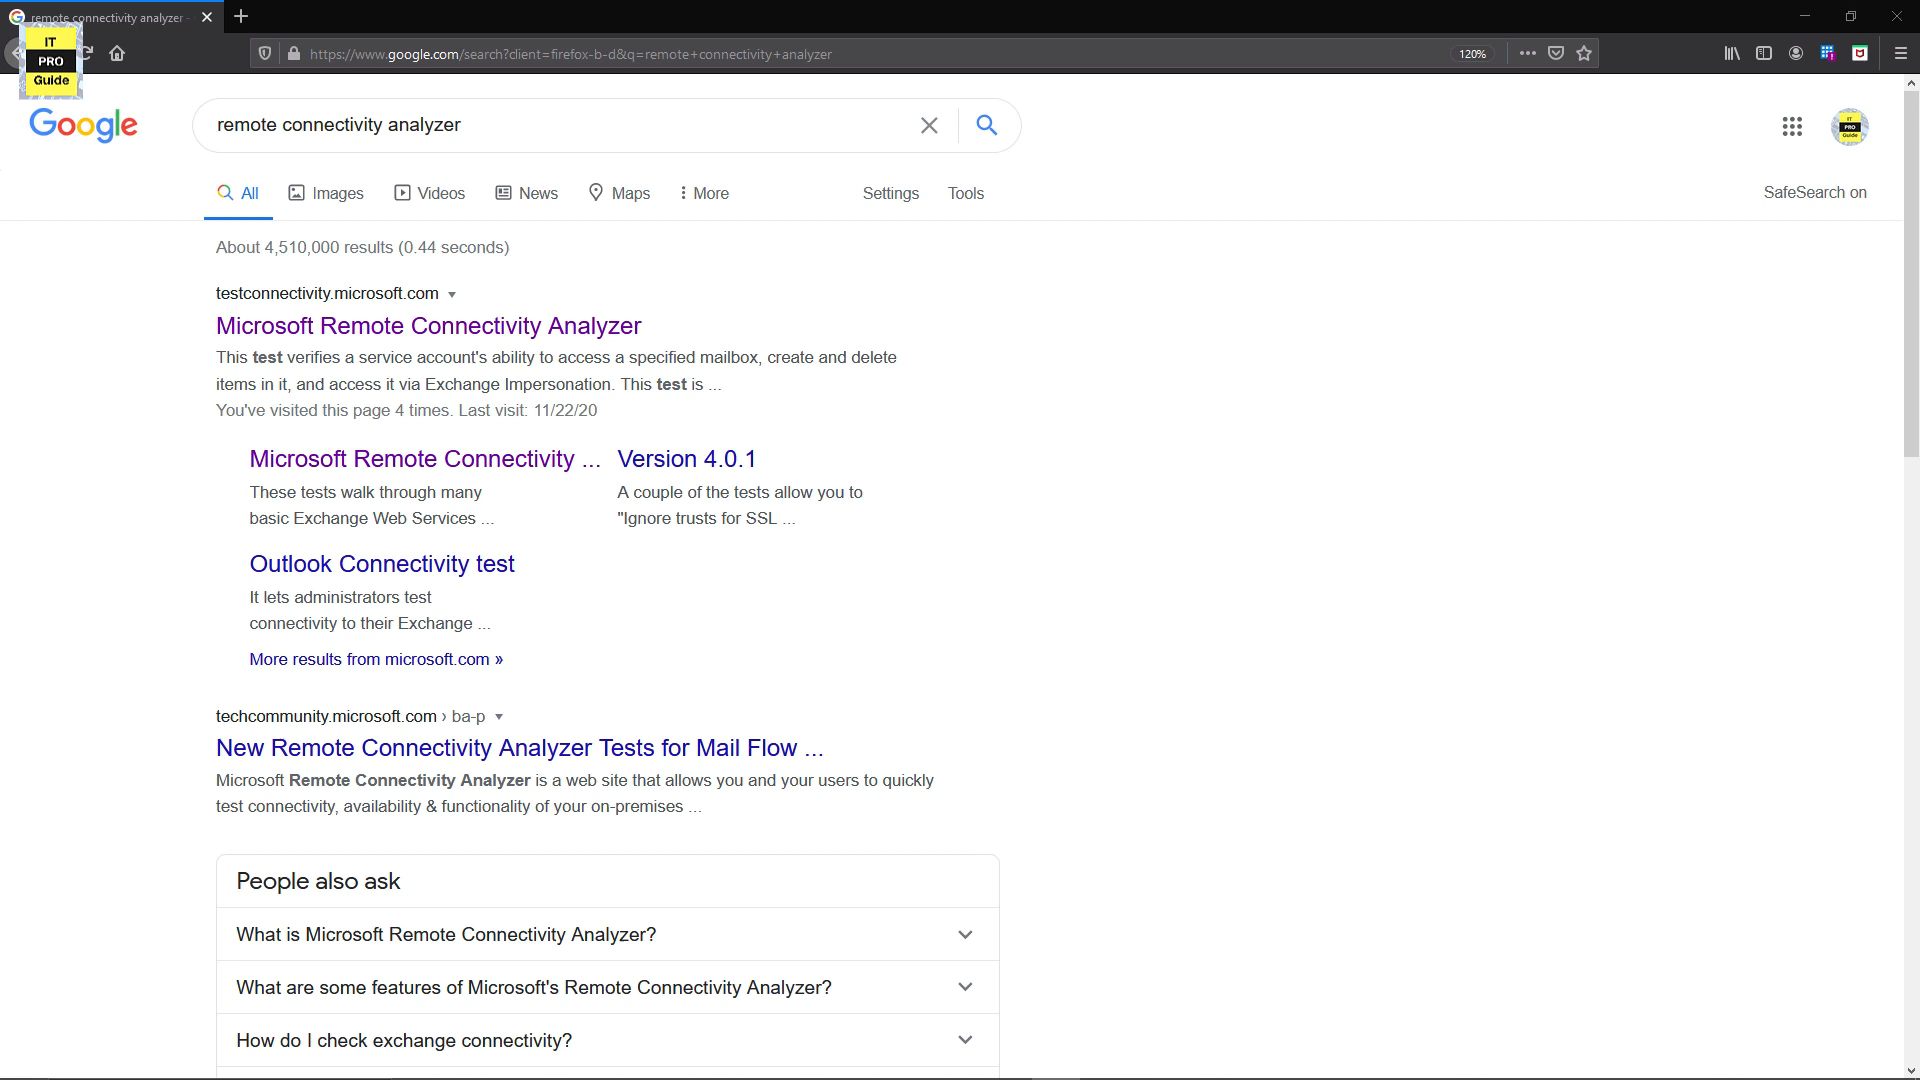 remote connectivity analyzer -
IT
PRO
Guide
https://www.google.com/search?client=firefox-b-d&q=remote+connectivity+analyzer
120%
Google
remote connectivity analyzer
IT
PRO
Guide
All
Images
Videos
News
Maps
More
Settings
Tools
SafeSearch on
About 4,510,000 results (0.44 seconds)
testconnectivity.microsoft.com
Microsoft Remote Connectivity Analyzer
This test verifies a service account's ability to access a specified mailbox, create and delete
items in it, and access it via Exchange Impersonation. This test is ...
You've visited this page 4 times. Last visit: 11/22/20
Microsoft Remote Connectivity ...
These tests walk through many
basic Exchange Web Services ...
Version 4.0.1
A couple of the tests allow you to
"Ignore trusts for SSL ...
Outlook Connectivity test
It lets administrators test
connectivity to their Exchange ...
More results from microsoft.com »
techcommunity.microsoft.com › ba-p
New Remote Connectivity Analyzer Tests for Mail Flow ...
Microsoft Remote Connectivity Analyzer is a web site that allows you and your users to quickly
test connectivity, availability & functionality of your on-premises ...
People also ask
What is Microsoft Remote Connectivity Analyzer?
What are some features of Microsoft's Remote Connectivity Analyzer?
How do I check exchange connectivity?